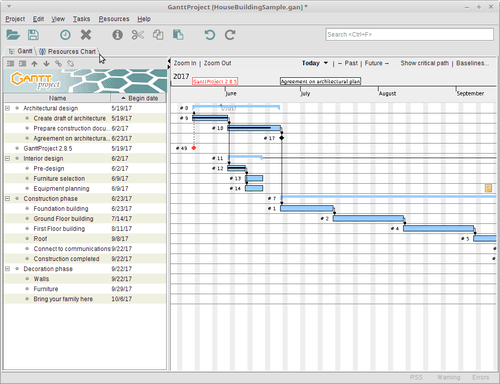 GanttProject [HouseBuildingSample.gan] *
Project Edit View Tasks Resources Help
Search <Ctrl+F>
Gantt Resources Chart
Zoom In | Zoom Out Today ▾ | ← Past | Future → Show critical path | Baselines...
GANTT project
2017
GanttProject 2.8.5 Agreement on architectural plan
Name Begin date
June July August September
Architectural design 5/19/17
# 0
Create draft of architecture 5/19/17
# 9
Prepare construction docu... 6/2/17
# 10
Agreement on architectura... 6/23/17
# 17
GanttProject 2.8.5 5/19/17
# 49
Interior design 6/2/17
# 11
Pre-design 6/2/17
# 12
Furniture selection 6/9/17
# 13
Equipment planning 6/9/17
# 14
Construction phase 6/23/17
# 7
Foundation building 6/23/17
# 1
Ground Floor building 7/14/17
# 2
First Floor building 8/11/17
# 4
Roof 9/8/17
# 5
Connect to communications 9/22/17
Construction completed 9/22/17
Decoration phase 9/22/17
Walls 9/22/17
Furniture 9/29/17
Bring your family here 10/6/17
RSS Warning Errors